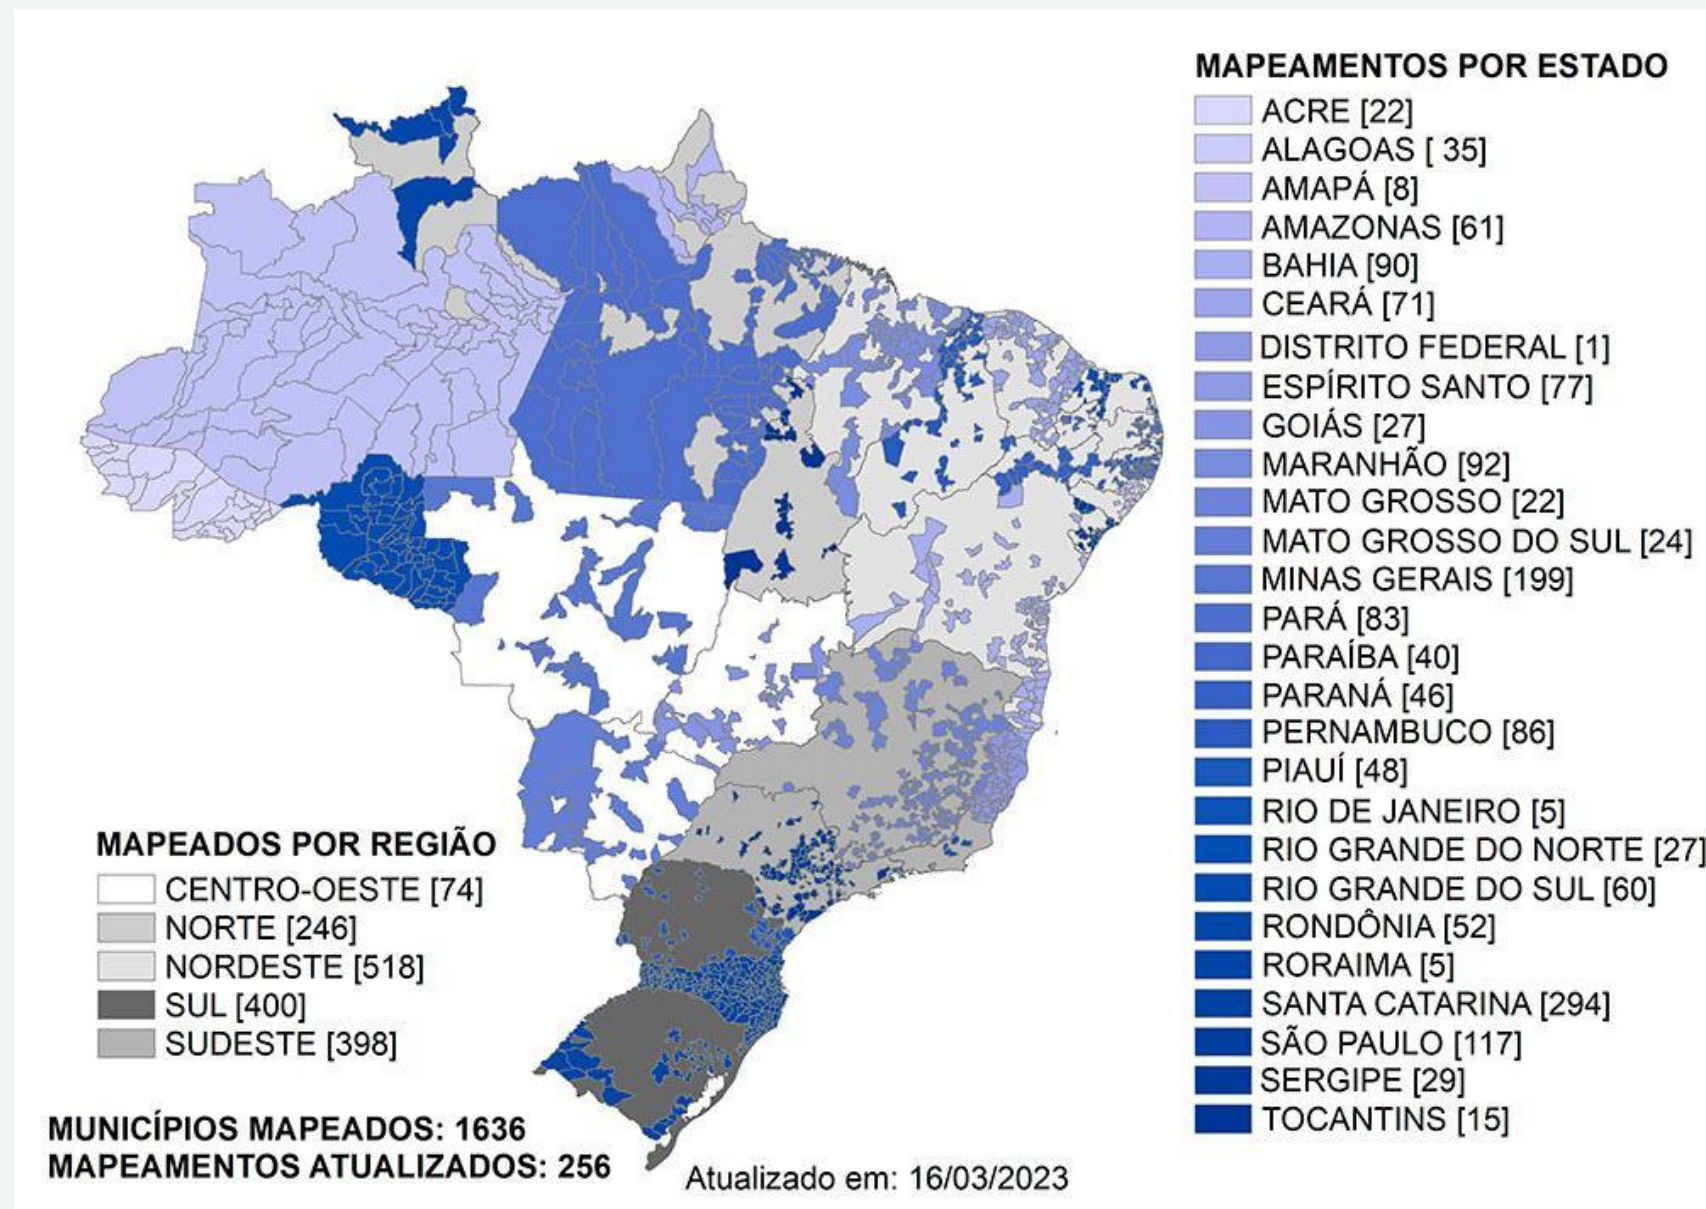 MAPEAMENTOS POR ESTADO
ACRE [22]
ALAGOAS [ 35]
AMAPÁ [8]
AMAZONAS [61]
BAHIA [90]
CEARÁ [71]
DISTRITO FEDERAL [1]
ESPÍRITO SANTO [77]
GOIÁS [27]
MARANHÃO [92]
MATO GROSSO [22]
MATO GROSSO DO SUL [24]
MINAS GERAIS [199]
PARÁ [83]
PARAÍBA [40]
PARANÁ [46]
PERNAMBUCO [86]
PIAUÍ [48]
RIO DE JANEIRO [5]
RIO GRANDE DO NORTE [27]
RIO GRANDE DO SUL [60]
RONDÔNIA [52]
RORAIMA [5]
SANTA CATARINA [294]
SÃO PAULO [117]
SERGIPE [29]
TOCANTINS [15]
MAPEADOS POR REGIÃO
CENTRO-OESTE [74]
NORTE [246]
NORDESTE [518]
SUL [400]
SUDESTE [398]
MUNICÍPIOS MAPEADOS: 1636
MAPEAMENTOS ATUALIZADOS: 256
Atualizado em: 16/03/2023